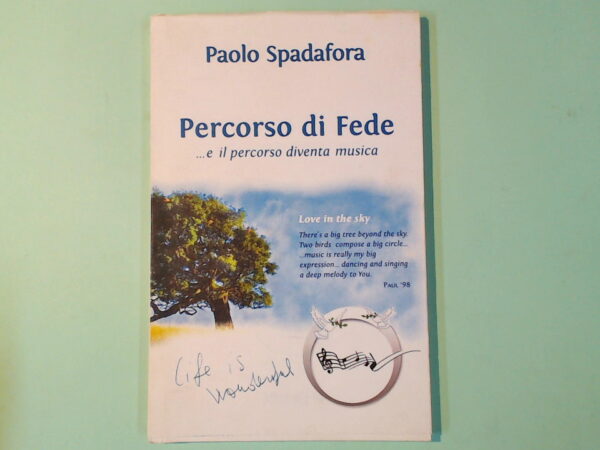 Paolo Spadafora
Percorso di Fede
...e il percorso diventa musica
Love in the sky
There's a big tree beyond the sky.
Two birds compose a big circle...
...music is really my big
expression... dancing and singing
a deep melody to You.
Paul '98
Life is
wonderful